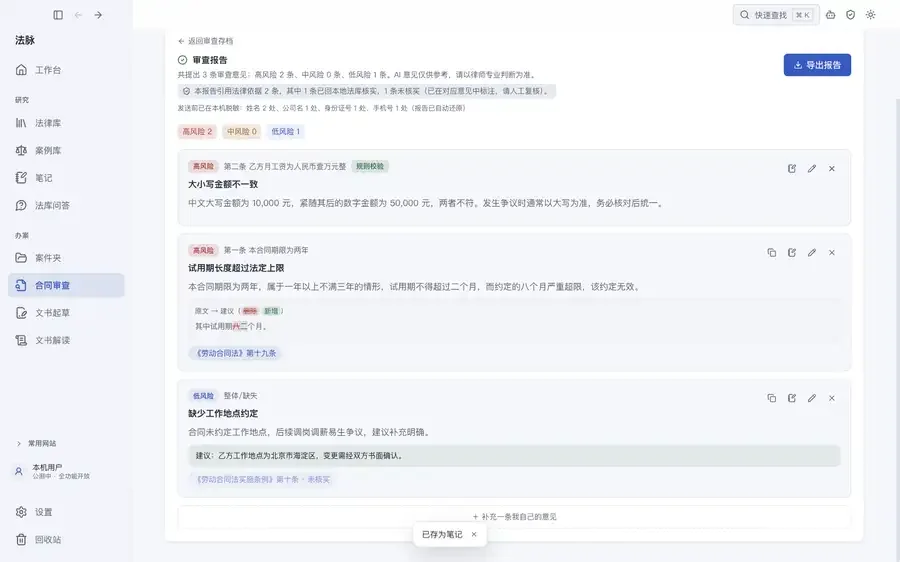 快速查找 ⌘ K
法脉
工作台
研究
法律库
案例库
笔记
法库问答
办案
案件夹
合同审查
文书起草
文书解读
常用网站
本机用户
公测中 · 全功能开放
设置
回收站
← 返回审查存档
审查报告
共提出 3 条审查意见：高风险 2 条、中风险 0 条、低风险 1 条。AI 意见仅供参考，请以律师专业判断为准。
导出报告
本报告引用法律依据 2 条，其中 1 条已回本地法库核实，1 条未核实（已在对应意见中标注，请人工复核）。
发送前已在本机脱敏：姓名 2 处、公司名 1 处、身份证号 1 处、手机号 1 处（报告已自动还原）
高风险 2 中风险 0 低风险 1
高风险 第二条 乙方月工资为人民币壹万元整 规则校验
大小写金额不一致
中文大写金额为 10,000 元，紧随其后的数字金额为 50,000 元，两者不符。发生争议时通常以大写为准，务必核对后统一。
高风险 第一条 本合同期限为两年
试用期长度超过法定上限
本合同期限为两年，属于一年以上不满三年的情形，试用期不得超过二个月，而约定的八个月严重超限，该约定无效。
原文 → 建议（删除 新增）
其中试用期八二个月。
《劳动合同法》第十九条
低风险 整体/缺失
缺少工作地点约定
合同未约定工作地点，后续调岗调薪易生争议，建议补充明确。
建议：乙方工作地点为北京市海淀区，变更需经双方书面确认。
《劳动合同法实施条例》第十条 · 未核实
+ 补充一条我自己的意见
已存为笔记 ×